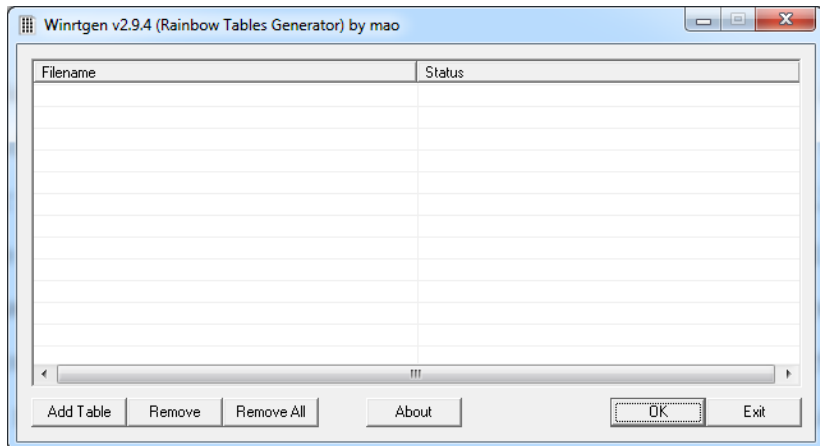 Winrtgen v2.9.4 (Rainbow Tables Generator) by mao
Filename Status
Add Table Remove Remove All About OK Exit